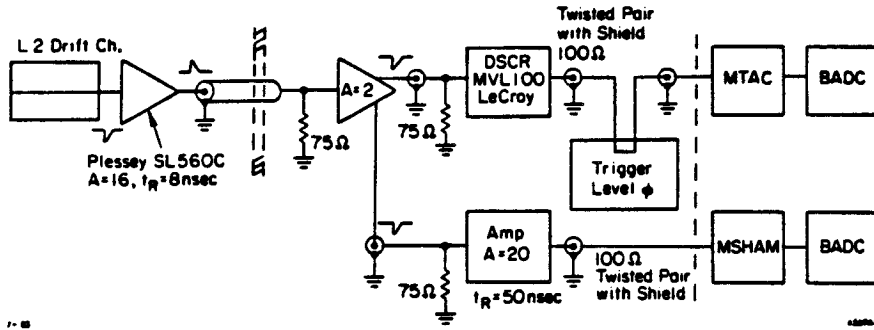 L 2 Drift Ch.
Plessey SL560C
A=16, tR=8nsec
75Ω
A=2
75Ω
DSCR
MVL100
LeCroy
Twisted Pair
with Shield
100Ω
Trigger
Level ϕ
MTAC
BADC
75Ω
Amp
A=20
tR=50nsec
100Ω
Twisted Pair
with Shield
MSHAM
BADC